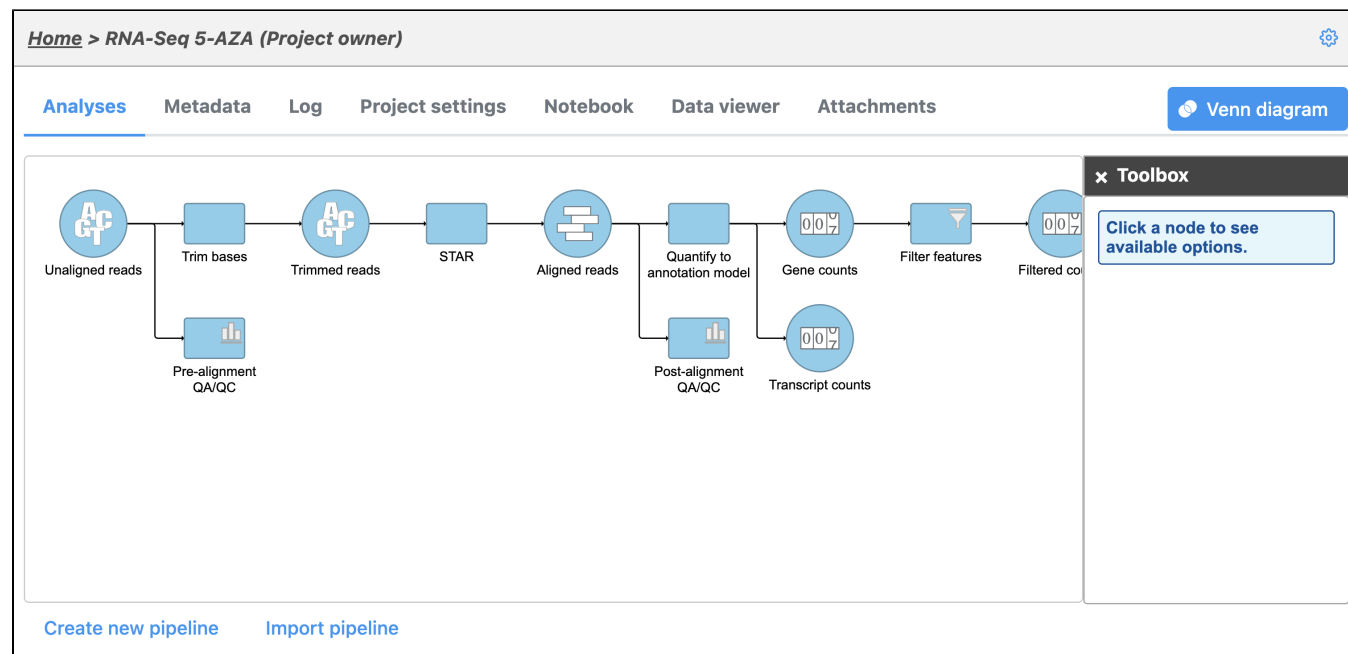 Home > RNA-Seq 5-AZA (Project owner)
Analyses Metadata Log Project settings Notebook Data viewer Attachments
Venn diagram
Toolbox
Click a node to see
available options.
Unaligned reads
Trim bases
Trimmed reads
STAR
Aligned reads
Quantify to
annotation model
Gene counts
Filter features
Filtered cou
Pre-alignment
QA/QC
Post-alignment
QA/QC
Transcript counts
Create new pipeline Import pipeline